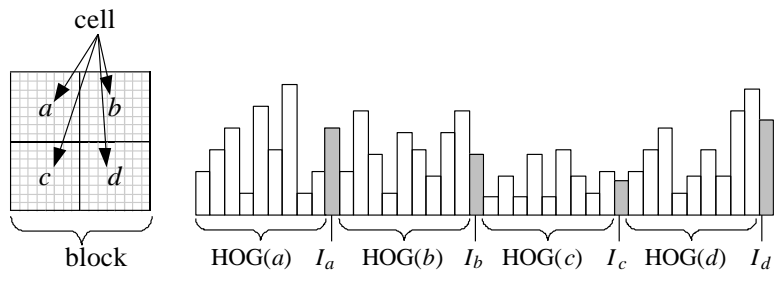 cell
a b
c d
block
HOG(a) I_a HOG(b) I_b HOG(c) I_c HOG(d) I_d